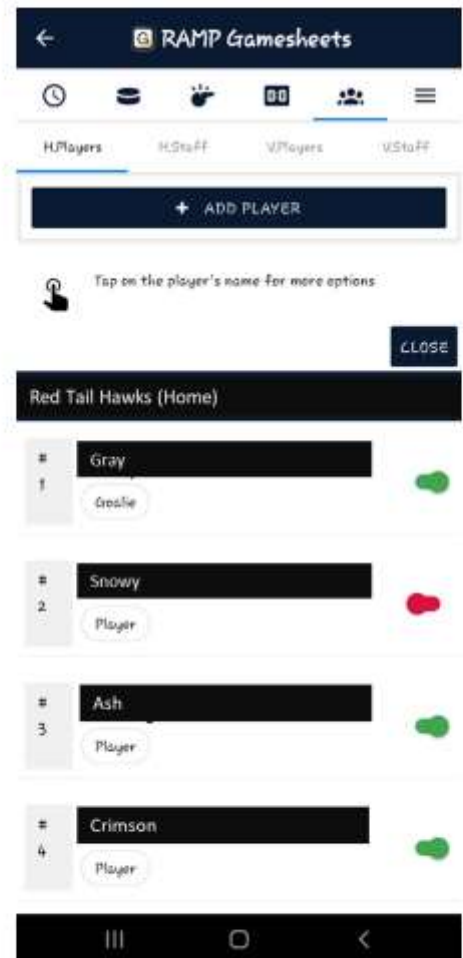 RAMP Gamesheets
H.Players H.Staff V.Players V.Staff
+ ADD PLAYER
Tap on the player's name for more options
CLOSE
Red Tail Hawks (Home)
#
1
Gray
Goalie
#
2
Snowy
Player
#
3
Ash
Player
#
4
Crimson
Player